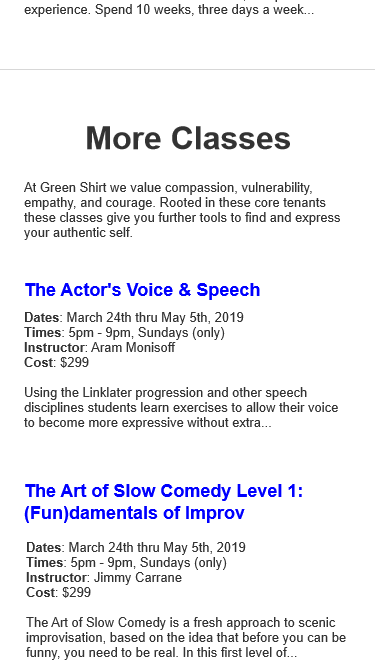 experience. Spend 10 weeks, three days a week...
More Classes
At Green Shirt we value compassion, vulnerability,
empathy, and courage. Rooted in these core tenants
these classes give you further tools to find and express
your authentic self.
The Actor's Voice & Speech
Dates: March 24th thru May 5th, 2019
Times: 5pm - 9pm, Sundays (only)
Instructor: Aram Monisoff
Cost: $299
Using the Linklater progression and other speech
disciplines students learn exercises to allow their voice
to become more expressive without extra...
The Art of Slow Comedy Level 1:
(Fun)damentals of Improv
Dates: March 24th thru May 5th, 2019
Times: 5pm - 9pm, Sundays (only)
Instructor: Jimmy Carrane
Cost: $299
The Art of Slow Comedy is a fresh approach to scenic
improvisation, based on the idea that before you can be
funny, you need to be real. In this first level of...